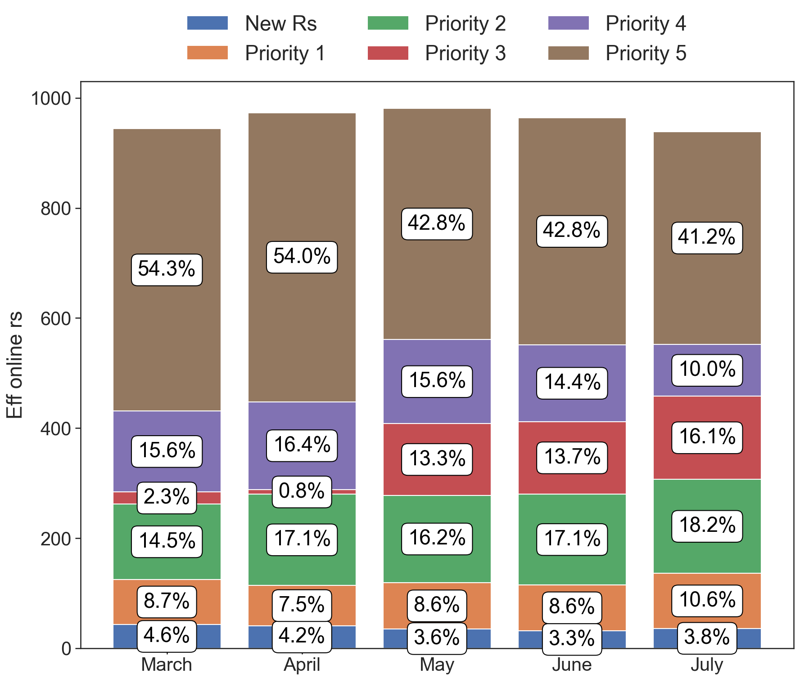 New Rs Priority 2 Priority 4
Priority 1 Priority 3 Priority 5
Eff online rs
1000
800
600
400
200
0
54.3% 54.0% 42.8% 42.8% 41.2%
15.6% 16.4% 15.6% 14.4% 10.0%
2.3% 0.8% 13.3% 13.7% 16.1%
14.5% 17.1% 16.2% 17.1% 18.2%
8.7% 7.5% 8.6% 8.6% 10.6%
4.6% 4.2% 3.6% 3.3% 3.8%
March April May June July